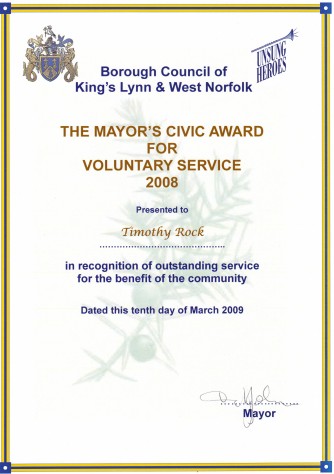 UNSUNG
HEROES
Borough Council of
King's Lynn & West Norfolk
THE MAYOR'S CIVIC AWARD
FOR
VOLUNTARY SERVICE
2008
Presented to
Timothy Rock
in recognition of outstanding service
for the benefit of the community
Dated this tenth day of March 2009
Mayor